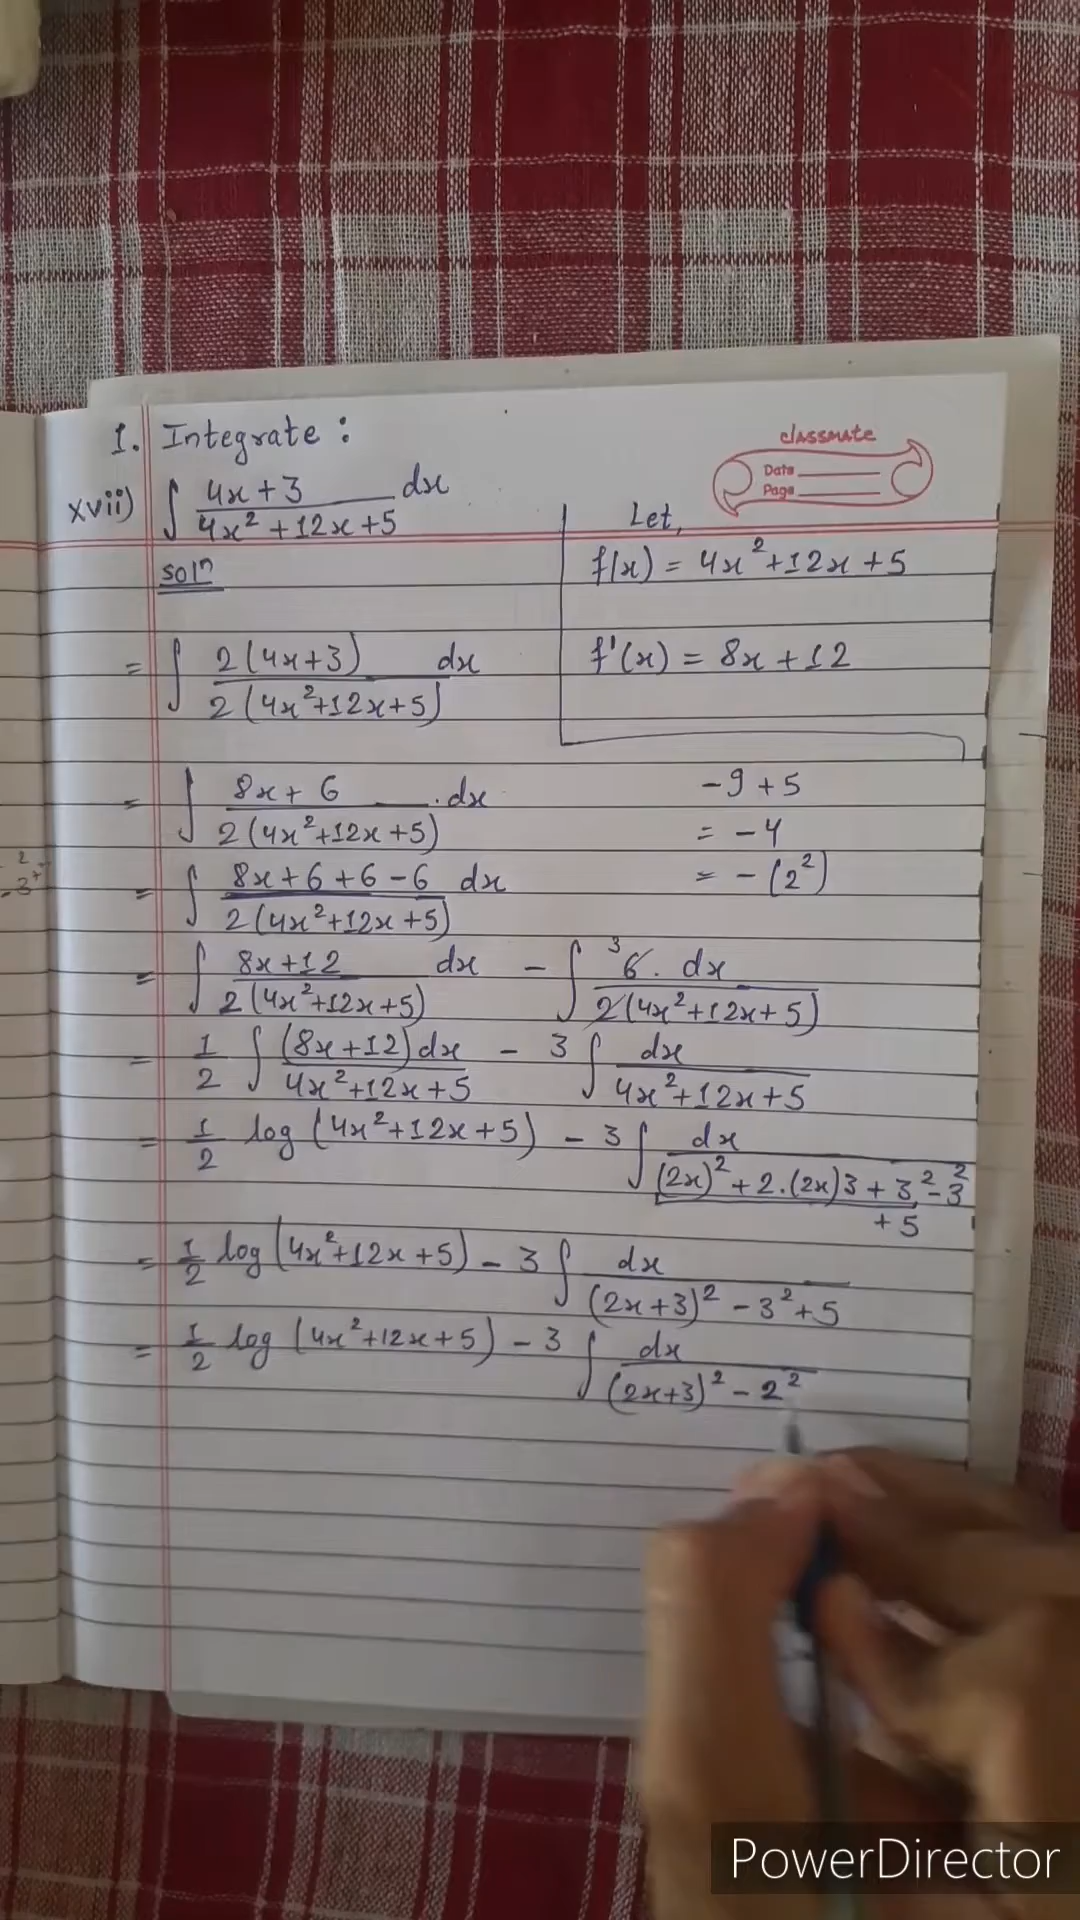 1. Integrate :
classmate
Date
Page
xvii) ∫ (4x+3)/(4x²+12x+5) dx
Let,
solⁿ
f(x) = 4x²+12x+5
= ∫ 2(4x+3)/2(4x²+12x+5) dx
f'(x) = 8x+12
= ∫ 8x+6/2(4x²+12x+5) . dx
-9+5
= -4
= ∫ 8x+6+6-6/2(4x²+12x+5) dx
= -(2²)
= ∫ 8x+12/2(4x²+12x+5) dx - ∫ ³6. dx/2(4x²+12x+5)
= 1/2 ∫ (8x+12)dx/4x²+12x+5 - 3 ∫ dx/4x²+12x+5
= 1/2 log (4x²+12x+5) - 3 ∫ dx/(2x)²+2.(2x)3+3²-3²+5
= 1/2 log (4x²+12x+5) - 3 ∫ dx/(2x+3)²-3²+5
= 1/2 log (4x²+12x+5) - 3 ∫ dx/(2x+3)²-2²
PowerDirector